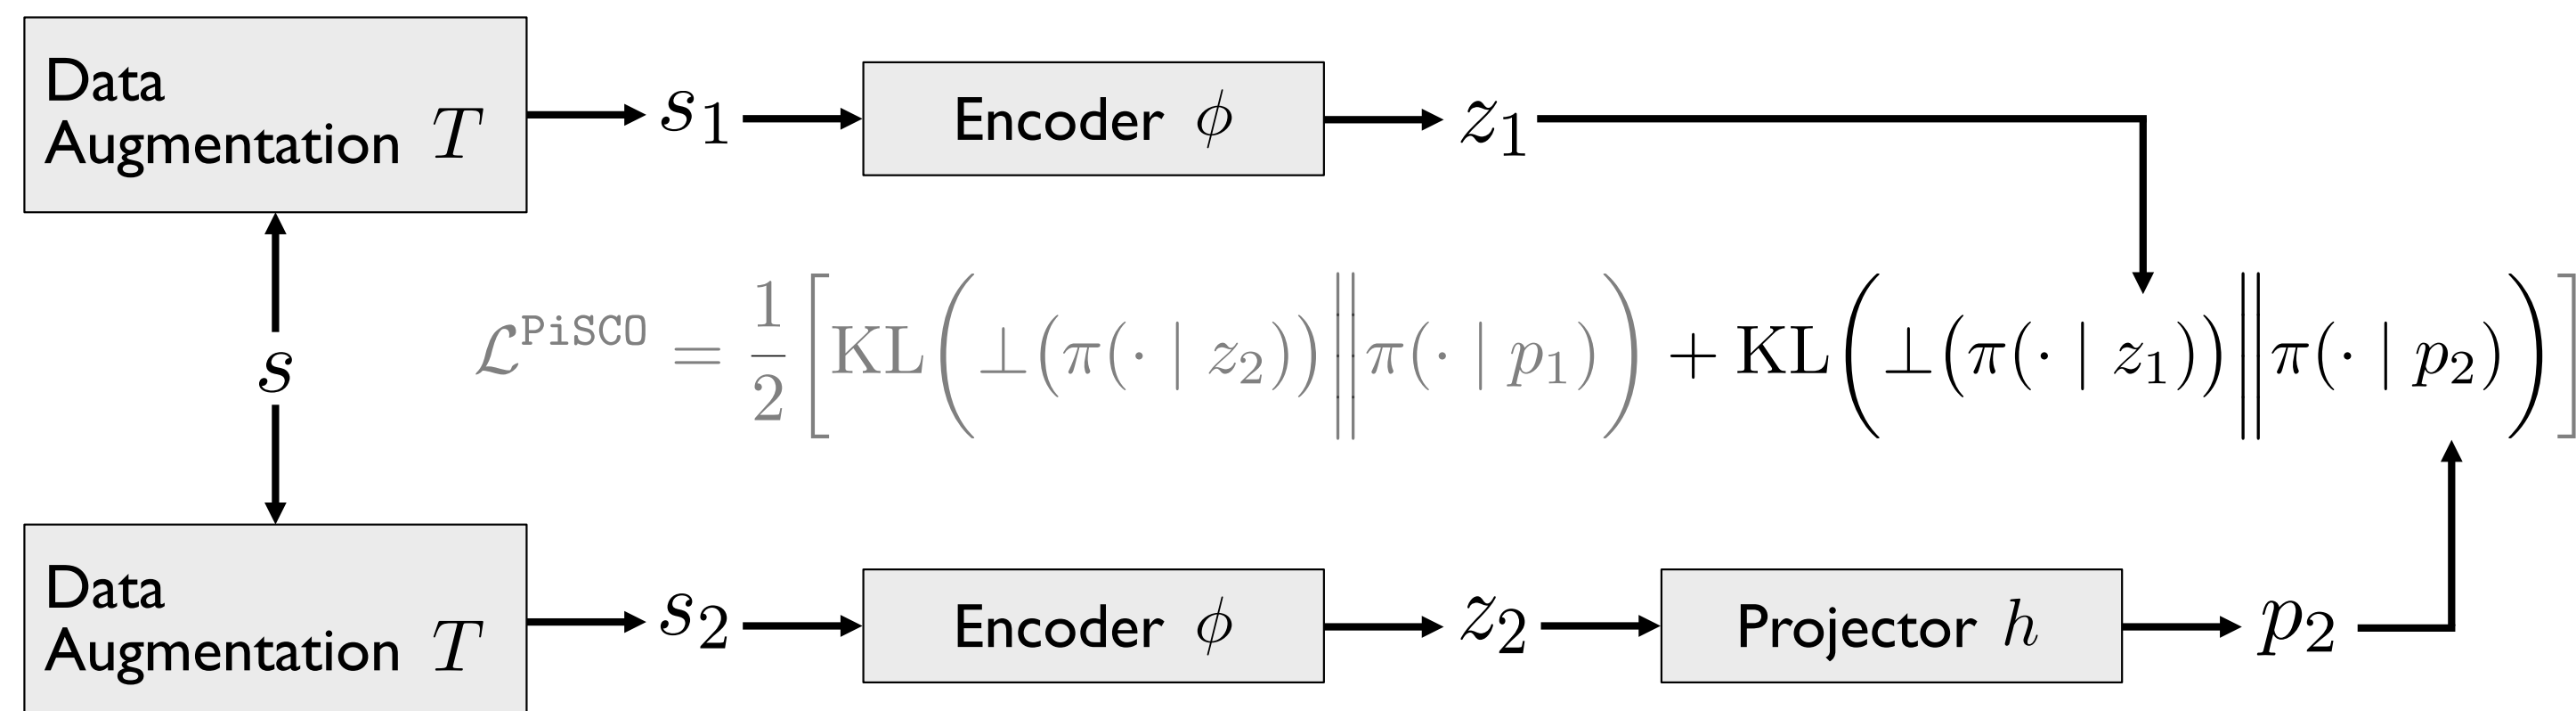 Data
Augmentation T
s₁
Encoder ϕ
z₁
s
ℒ^PiSCO = 1/2 [ KL( ⊥(π(· | z₂)) ‖ π(· | p₁) ) + KL( ⊥(π(· | z₁)) ‖ π(· | p₂) ) ]
Data
Augmentation T
s₂
Encoder ϕ
z₂
Projector h
p₂